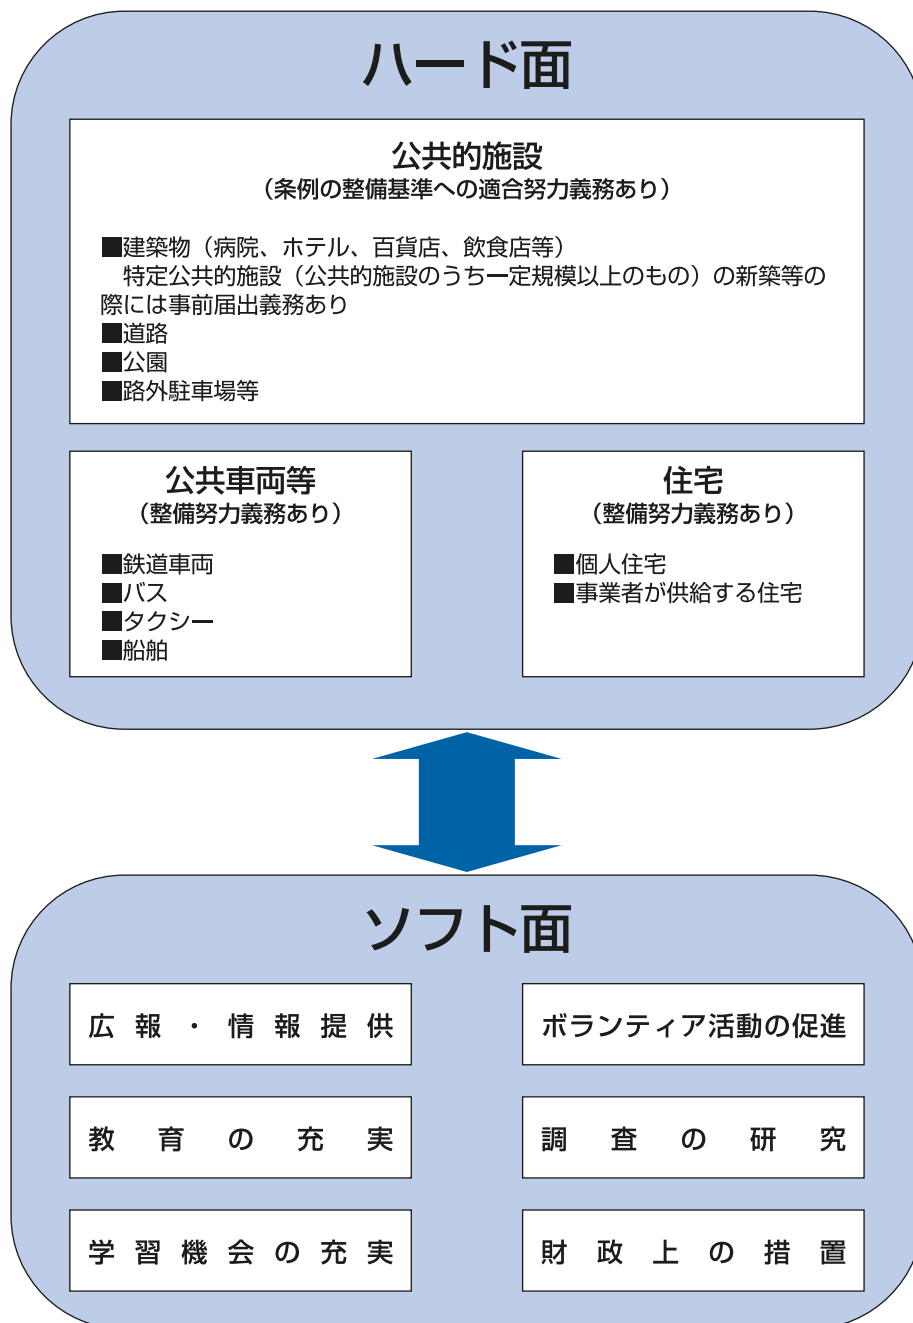 ハード面
公共的施設
（条例の整備基準への適合努力義務あり）
■建築物（病院、ホテル、百貨店、飲食店等）
　特定公共的施設（公共的施設のうち一定規模以上のもの）の新築等の
際には事前届出義務あり
■道路
■公園
■路外駐車場等
公共車両等
（整備努力義務あり）
■鉄道車両
■バス
■タクシー
■船舶
住宅
（整備努力義務あり）
■個人住宅
■事業者が供給する住宅
ソフト面
広報・情報提供
ボランティア活動の促進
教育の充実
調査の研究
学習機会の充実
財政上の措置